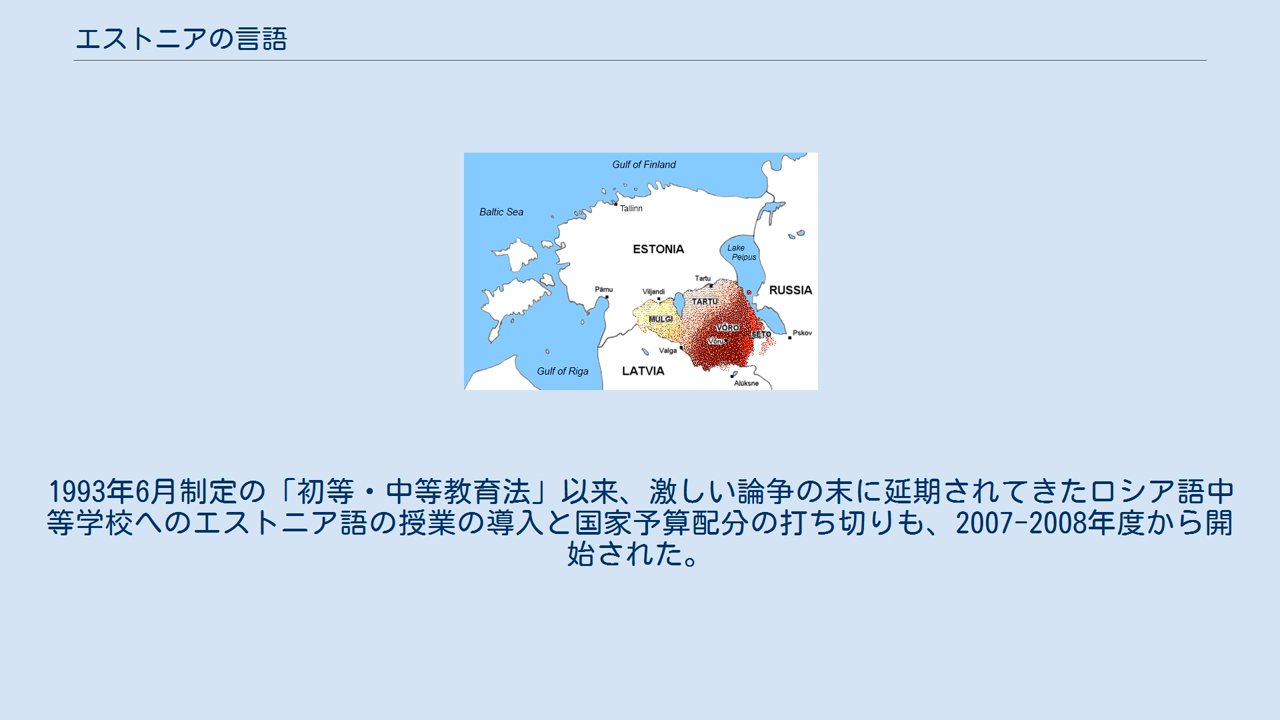 エストニアの言語
Gulf of Finland
Tallinn
Baltic Sea
ESTONIA
Lake
Peipus
Tartu
Pärnu
Viljandi
RUSSIA
TARTU
MULGI
VÕRO
SETO
Võru
Pskov
Valga
Gulf of Riga
LATVIA
Alūksne
1993年6月制定の「初等・中等教育法」以来、激しい論争の末に延期されてきたロシア語中
等学校へのエストニア語の授業の導入と国家予算配分の打ち切りも、2007-2008年度から開
始された。